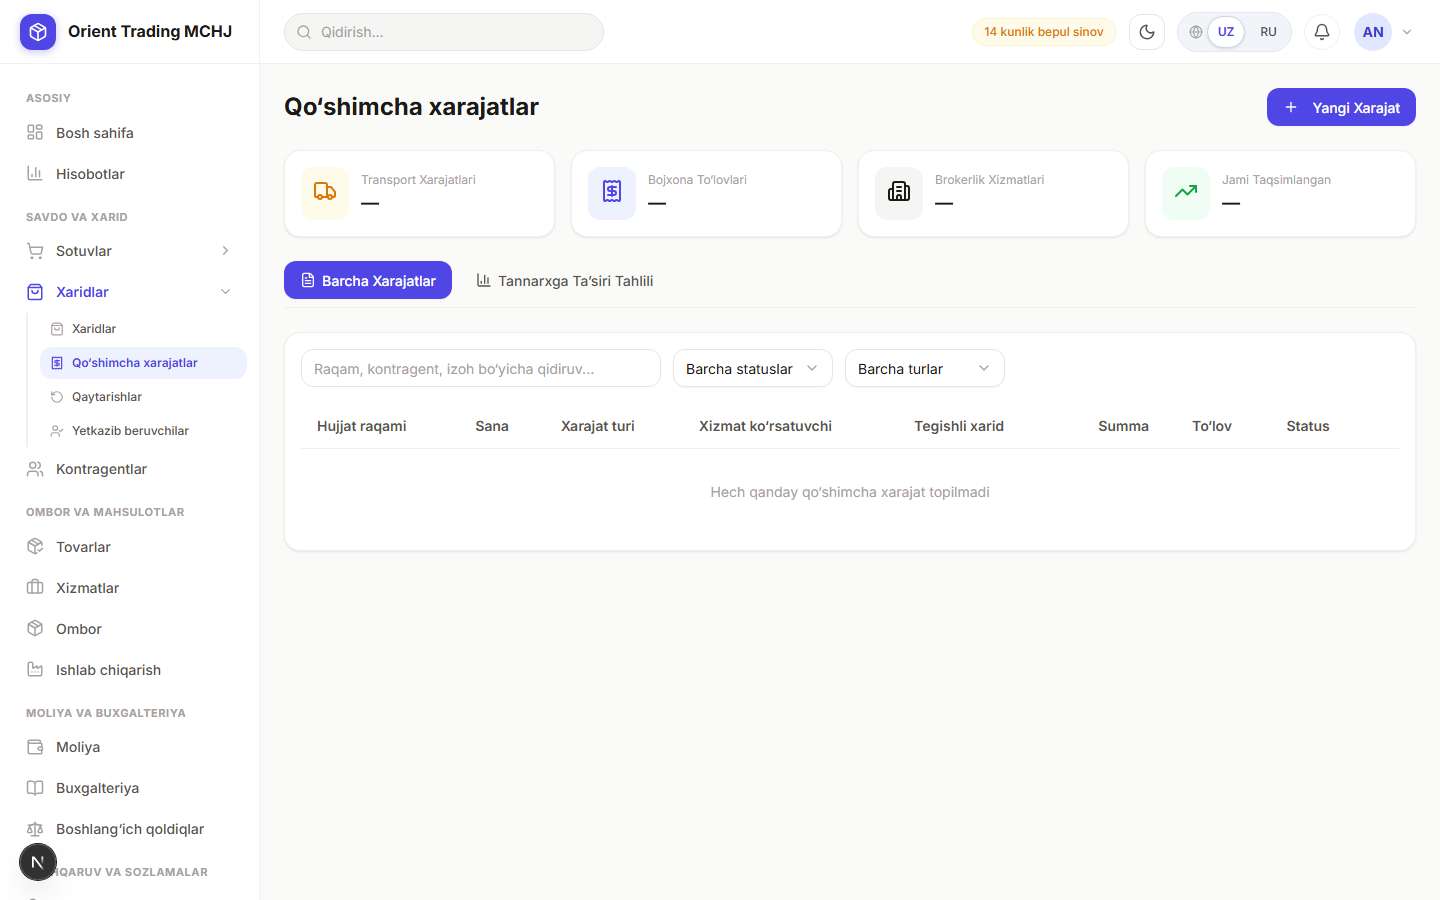 Orient Trading MCHJ
Qidirish...
14 kunlik bepul sinov
UZ
RU
AN
ASOSIY
Bosh sahifa
Hisobotlar
SAVDO VA XARID
Sotuvlar
Xaridlar
Xaridlar
Qo‘shimcha xarajatlar
Qaytarishlar
Yetkazib beruvchilar
Kontragentlar
OMBOR VA MAHSULOTLAR
Tovarlar
Xizmatlar
Ombor
Ishlab chiqarish
MOLIYA VA BUXGALTERIYA
Moliya
Buxgalteriya
Boshlang‘ich qoldiqlar
N
QARUV VA SOZLAMALAR
Qo‘shimcha xarajatlar
+ Yangi Xarajat
Transport Xarajatlari
—
Bojxona To‘lovlari
—
Brokerlik Xizmatlari
—
Jami Taqsimlangan
—
Barcha Xarajatlar
Tannarxga Ta’siri Tahlili
Raqam, kontragent, izoh bo‘yicha qidiruv...
Barcha statuslar
Barcha turlar
Hujjat raqami Sana Xarajat turi Xizmat ko‘rsatuvchi Tegishli xarid Summa To‘lov Status
Hech qanday qo‘shimcha xarajat topilmadi